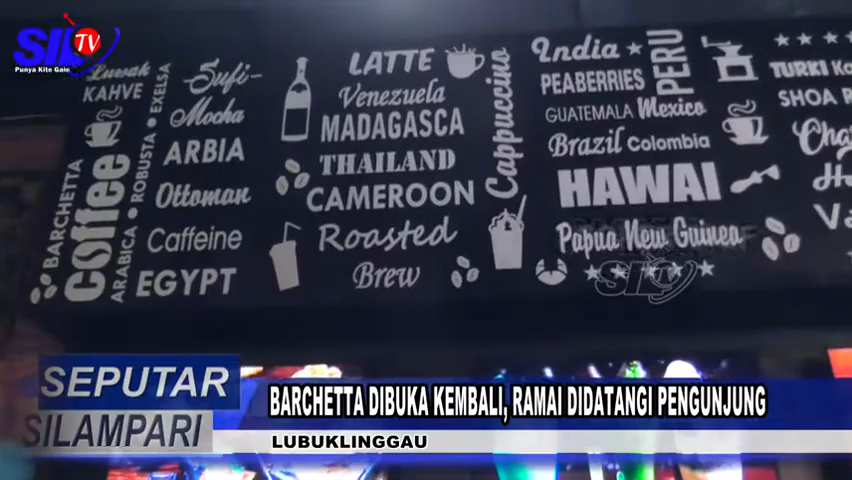 SIL TV
Punya Kite Gale
Luwak
KAHVE
BARCHETTA
Coffee
ARABICA • ROBUSTA • EXELSA
Sufi
Mocha
ARBIA
Ottoman
Caffeine
EGYPT
LATTE
Venezuela
MADAGASCA
THAILAND
CAMEROON
Roasted
Brew
Cappuccino
India
PEABERRIES
PERU
GUATEMALA Mexico
Brazil COLOMBIA
HAWAI
Papua New Guinea
TURKI
SHOA
SILTV
SEPUTAR
SILAMPARI
BARCHETTA DIBUKA KEMBALI, RAMAI DIDATANGI PENGUNJUNG
LUBUKLINGGAU